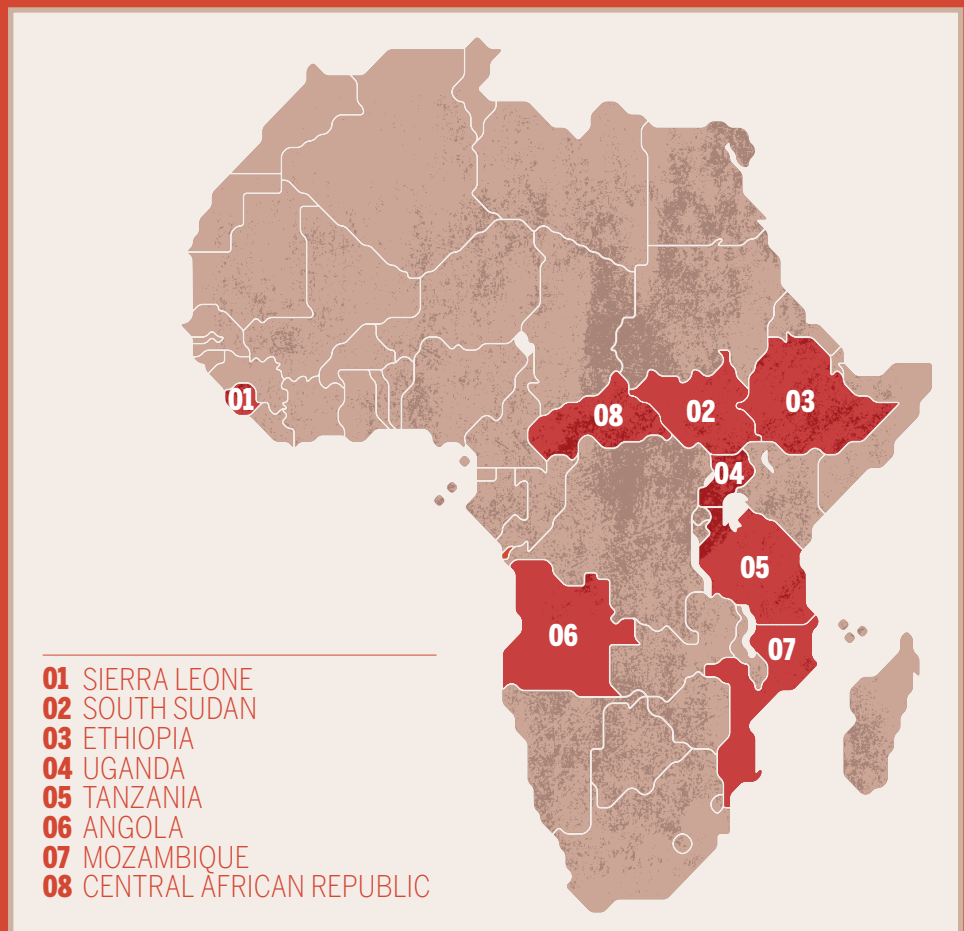 01
08
02
03
04
05
06
07
01 SIERRA LEONE
02 SOUTH SUDAN
03 ETHIOPIA
04 UGANDA
05 TANZANIA
06 ANGOLA
07 MOZAMBIQUE
08 CENTRAL AFRICAN REPUBLIC